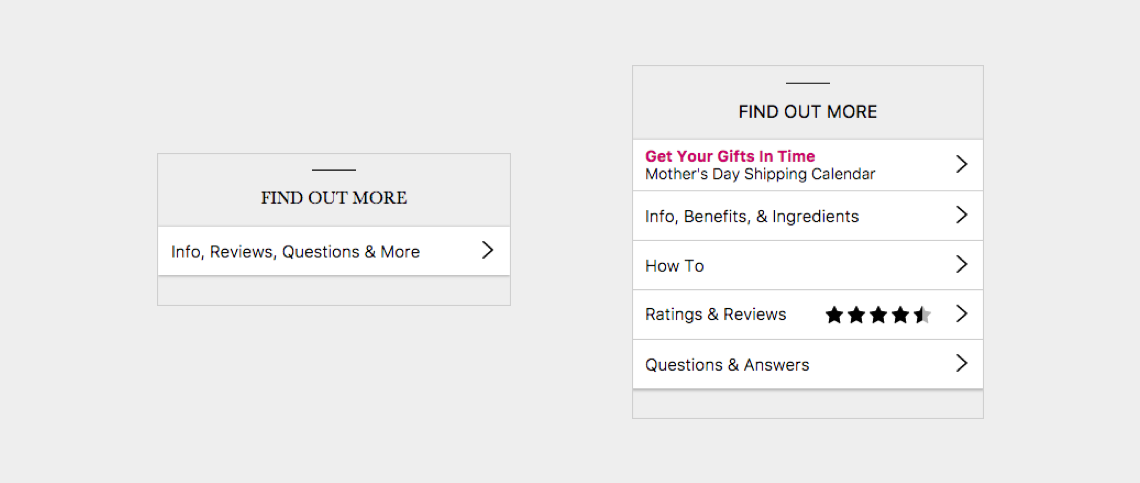 FIND OUT MORE
Info, Reviews, Questions & More
FIND OUT MORE
Get Your Gifts In Time
Mother's Day Shipping Calendar
Info, Benefits, & Ingredients
How To
Ratings & Reviews
Questions & Answers